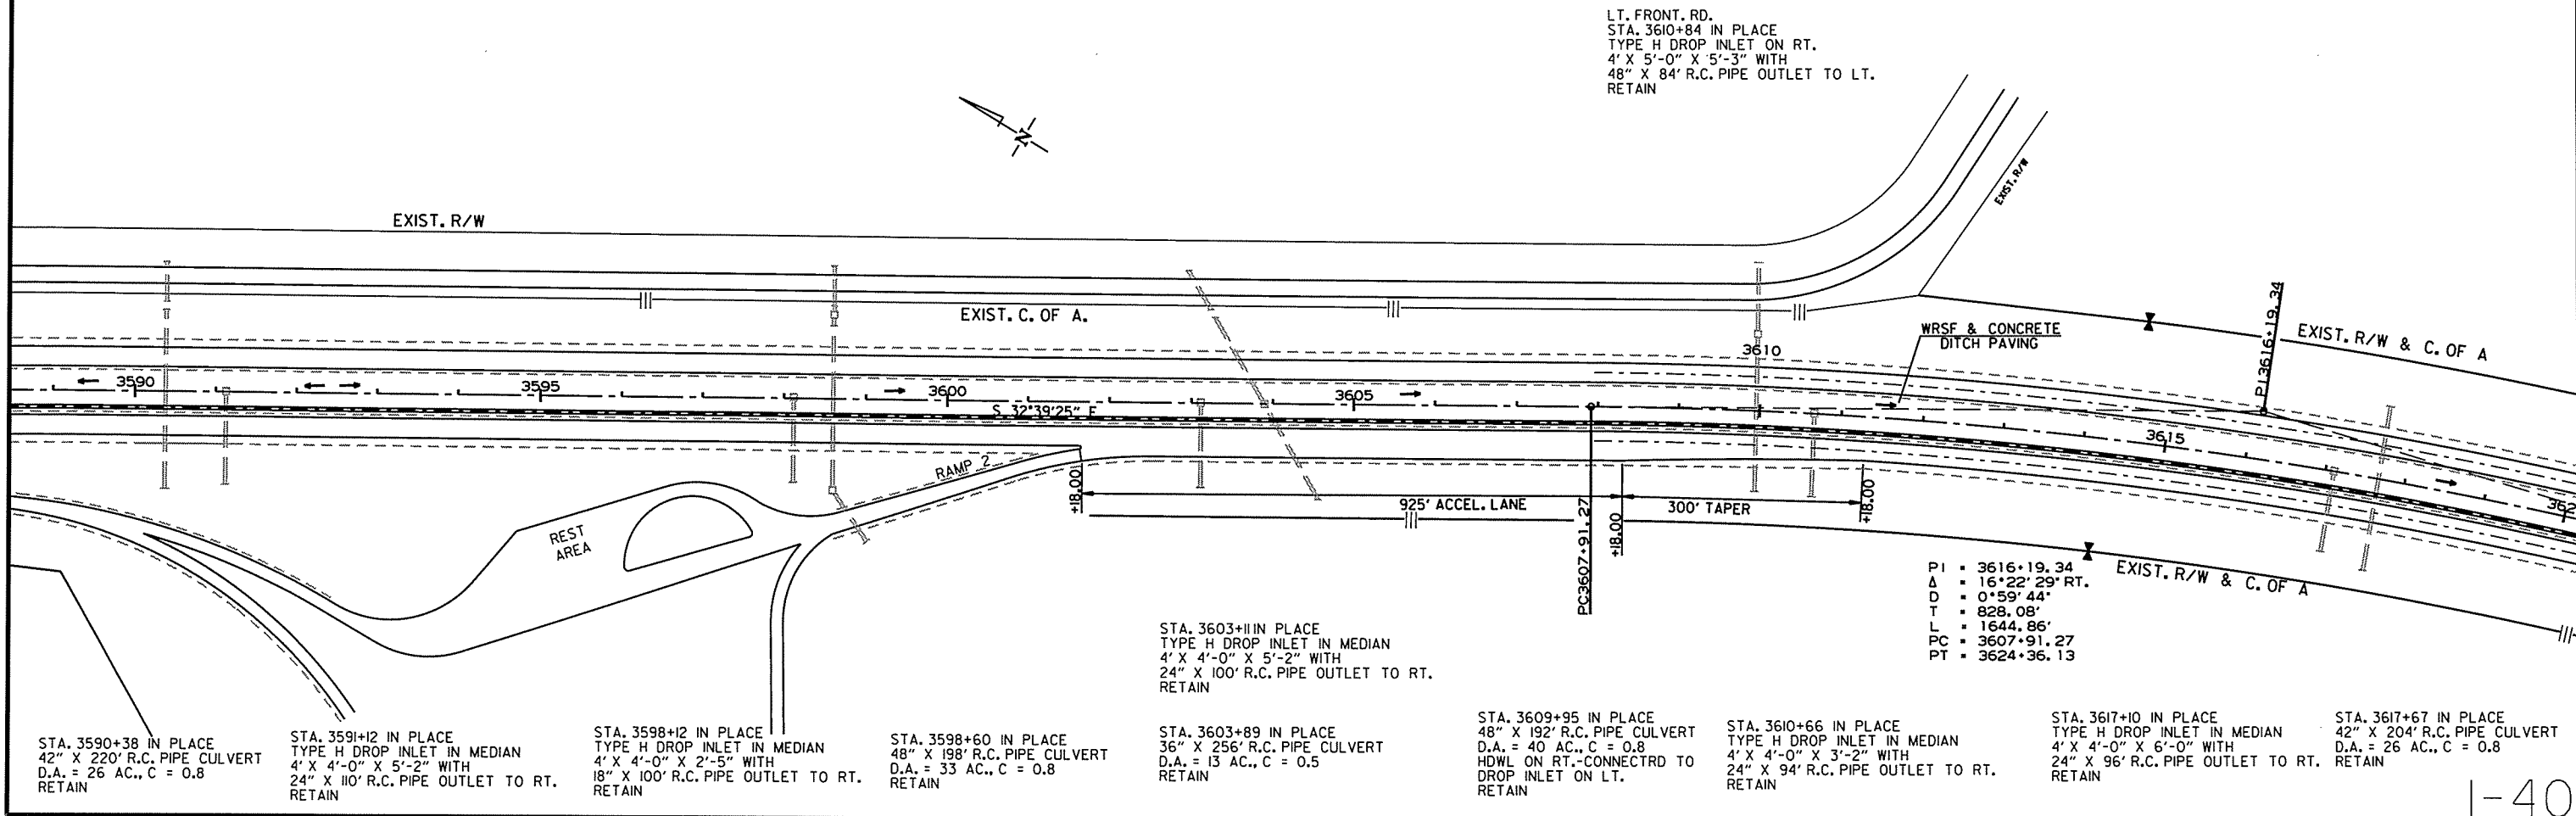 LT. FRONT. RD.
STA. 3610+84 IN PLACE
TYPE H DROP INLET ON RT.
4' X 5'-0" X 5'-3" WITH
48" X 84' R.C. PIPE OUTLET TO LT.
RETAIN
N
EXIST. R/W
EXIST. R/W
EXIST. C. OF A.
WRSF & CONCRETE
DITCH PAVING
PI 3616+19.34
EXIST. R/W & C. OF A
3590
3595
3600
3605
3610
3615
362
S 32°39'25" E
RAMP 2
REST
AREA
+18.00
925' ACCEL. LANE
PC3607+91.27
+18.00
300' TAPER
+18.00
EXIST. R/W & C. OF A
PI = 3616+19.34
Δ = 16°22'29" RT.
D = 0°59'44"
T = 828.08'
L = 1644.86'
PC = 3607+91.27
PT = 3624+36.13
STA. 3603+11 IN PLACE
TYPE H DROP INLET IN MEDIAN
4' X 4'-0" X 5'-2" WITH
24" X 100' R.C. PIPE OUTLET TO RT.
RETAIN
STA. 3590+38 IN PLACE
42" X 220' R.C. PIPE CULVERT
D.A. = 26 AC., C = 0.8
RETAIN
STA. 3591+12 IN PLACE
TYPE H DROP INLET IN MEDIAN
4' X 4'-0" X 5'-2" WITH
24" X 110' R.C. PIPE OUTLET TO RT.
RETAIN
STA. 3598+12 IN PLACE
TYPE H DROP INLET IN MEDIAN
4' X 4'-0" X 2'-5" WITH
18" X 100' R.C. PIPE OUTLET TO RT.
RETAIN
STA. 3598+60 IN PLACE
48" X 198' R.C. PIPE CULVERT
D.A. = 33 AC., C = 0.8
RETAIN
STA. 3603+89 IN PLACE
36" X 256' R.C. PIPE CULVERT
D.A. = 13 AC., C = 0.5
RETAIN
STA. 3609+95 IN PLACE
48" X 192' R.C. PIPE CULVERT
D.A. = 40 AC., C = 0.8
HDWL ON RT.-CONNECTRD TO
DROP INLET ON LT.
RETAIN
STA. 3610+66 IN PLACE
TYPE H DROP INLET IN MEDIAN
4' X 4'-0" X 3'-2" WITH
24" X 94' R.C. PIPE OUTLET TO RT.
RETAIN
STA. 3617+10 IN PLACE
TYPE H DROP INLET IN MEDIAN
4' X 4'-0" X 6'-0" WITH
24" X 96' R.C. PIPE OUTLET TO RT.
RETAIN
STA. 3617+67 IN PLACE
42" X 204' R.C. PIPE CULVERT
D.A. = 26 AC., C = 0.8
RETAIN
I-40